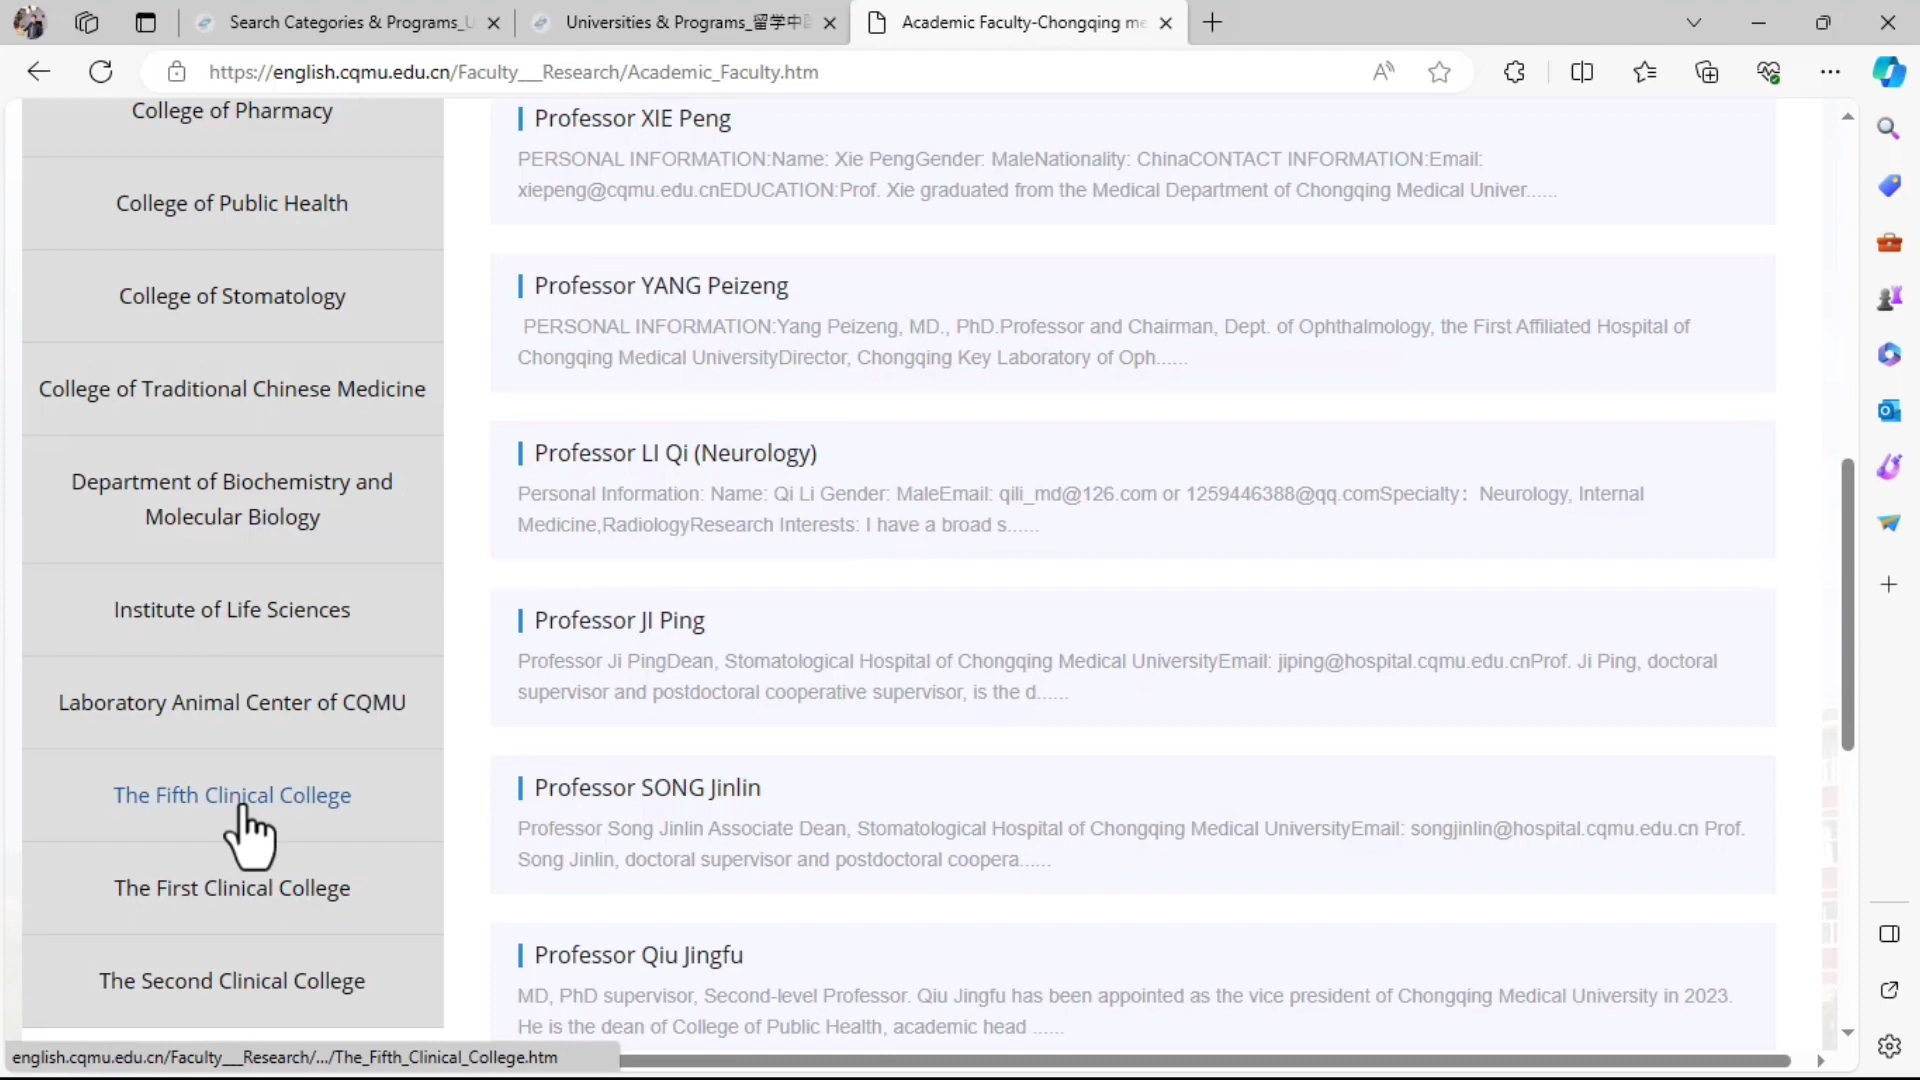 Search Categories & Programs_
Universities & Programs_留学中
Academic Faculty-Chongqing me
https://english.cqmu.edu.cn/Faculty___Research/Academic_Faculty.htm
College of Pharmacy
College of Public Health
College of Stomatology
College of Traditional Chinese Medicine
Department of Biochemistry and
Molecular Biology
Institute of Life Sciences
Laboratory Animal Center of CQMU
The Fifth Clinical College
The First Clinical College
The Second Clinical College
Professor XIE Peng
PERSONAL INFORMATION:Name: Xie PengGender: MaleNationality: ChinaCONTACT INFORMATION:Email:
xiepeng@cqmu.edu.cnEDUCATION:Prof. Xie graduated from the Medical Department of Chongqing Medical Univer......
Professor YANG Peizeng
PERSONAL INFORMATION:Yang Peizeng, MD., PhD.Professor and Chairman, Dept. of Ophthalmology, the First Affiliated Hospital of
Chongqing Medical UniversityDirector, Chongqing Key Laboratory of Oph......
Professor LI Qi (Neurology)
Personal Information: Name: Qi Li Gender: MaleEmail: qili_md@126.com or 1259446388@qq.comSpecialty：Neurology, Internal
Medicine,RadiologyResearch Interests: I have a broad s......
Professor JI Ping
Professor Ji PingDean, Stomatological Hospital of Chongqing Medical UniversityEmail: jiping@hospital.cqmu.edu.cnProf. Ji Ping, doctoral
supervisor and postdoctoral cooperative supervisor, is the d......
Professor SONG Jinlin
Professor Song Jinlin Associate Dean, Stomatological Hospital of Chongqing Medical UniversityEmail: songjinlin@hospital.cqmu.edu.cn Prof.
Song Jinlin, doctoral supervisor and postdoctoral coopera......
Professor Qiu Jingfu
MD, PhD supervisor, Second-level Professor. Qiu Jingfu has been appointed as the vice president of Chongqing Medical University in 2023.
He is the dean of College of Public Health, academic head ......
english.cqmu.edu.cn/Faculty___Research/.../The_Fifth_Clinical_College.htm